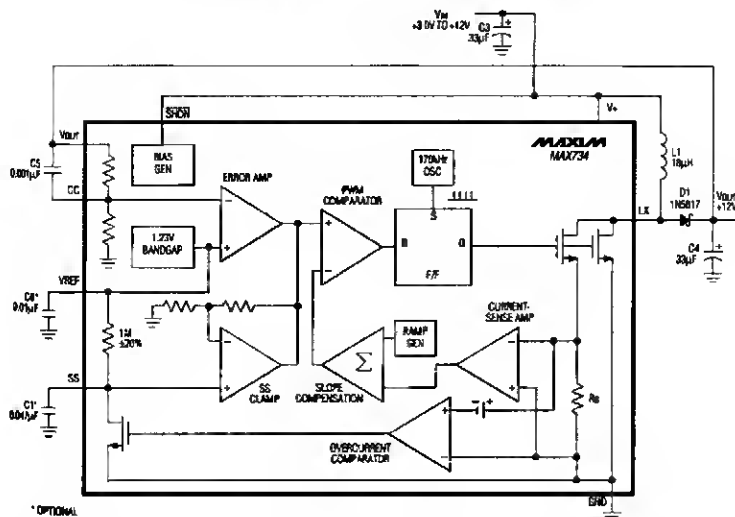 VIN
+3.0V TO +12V
C3
33µF
SHDN
V+
VOUT
C5
0.001µF
CC
BIAS
GEN
ERROR AMP
1.23V
BANDGAP
PWM
COMPARATOR
170kHz
OSC
MAXIM
MAX734
L1
18µH
D1
1N5817
VOUT
+12V
LX
S
R
Q
F/F
C4
33µF
VREF
C6*
0.01µF
1M
±20%
SS
C1*
0.047µF
SS
CLAMP
Σ
SLOPE
COMPENSATION
RAMP
GEN
CURRENT-
SENSE AMP
RS
OVERCURRENT
COMPARATOR
GND
* OPTIONAL